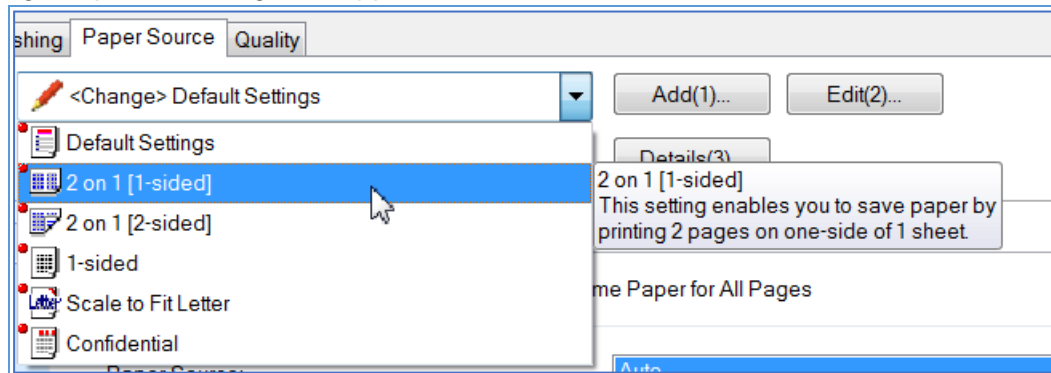 shing Paper Source Quality
<Change> Default Settings Add(1)... Edit(2)...
Default Settings
Details(3)
2 on 1 [1-sided]
2 on 1 [1-sided]
This setting enables you to save paper by
printing 2 pages on one-side of 1 sheet.
2 on 1 [2-sided]
1-sided
me Paper for All Pages
Letter Scale to Fit Letter
Confidential
Paper Source:
Auto